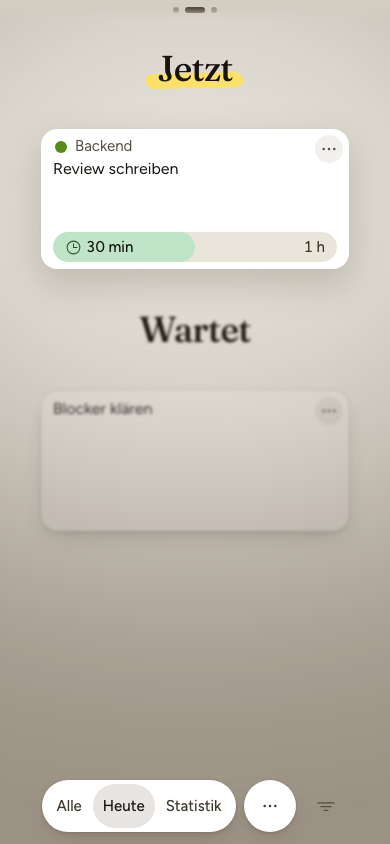 Jetzt
Backend
Review schreiben
30 min
1 h
Wartet
Blocker klären
Alle
Heute
Statistik